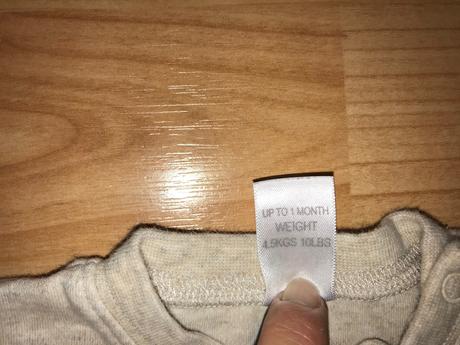 UP TO 1 MONTH
WEIGHT
4.5KGS 10LBS